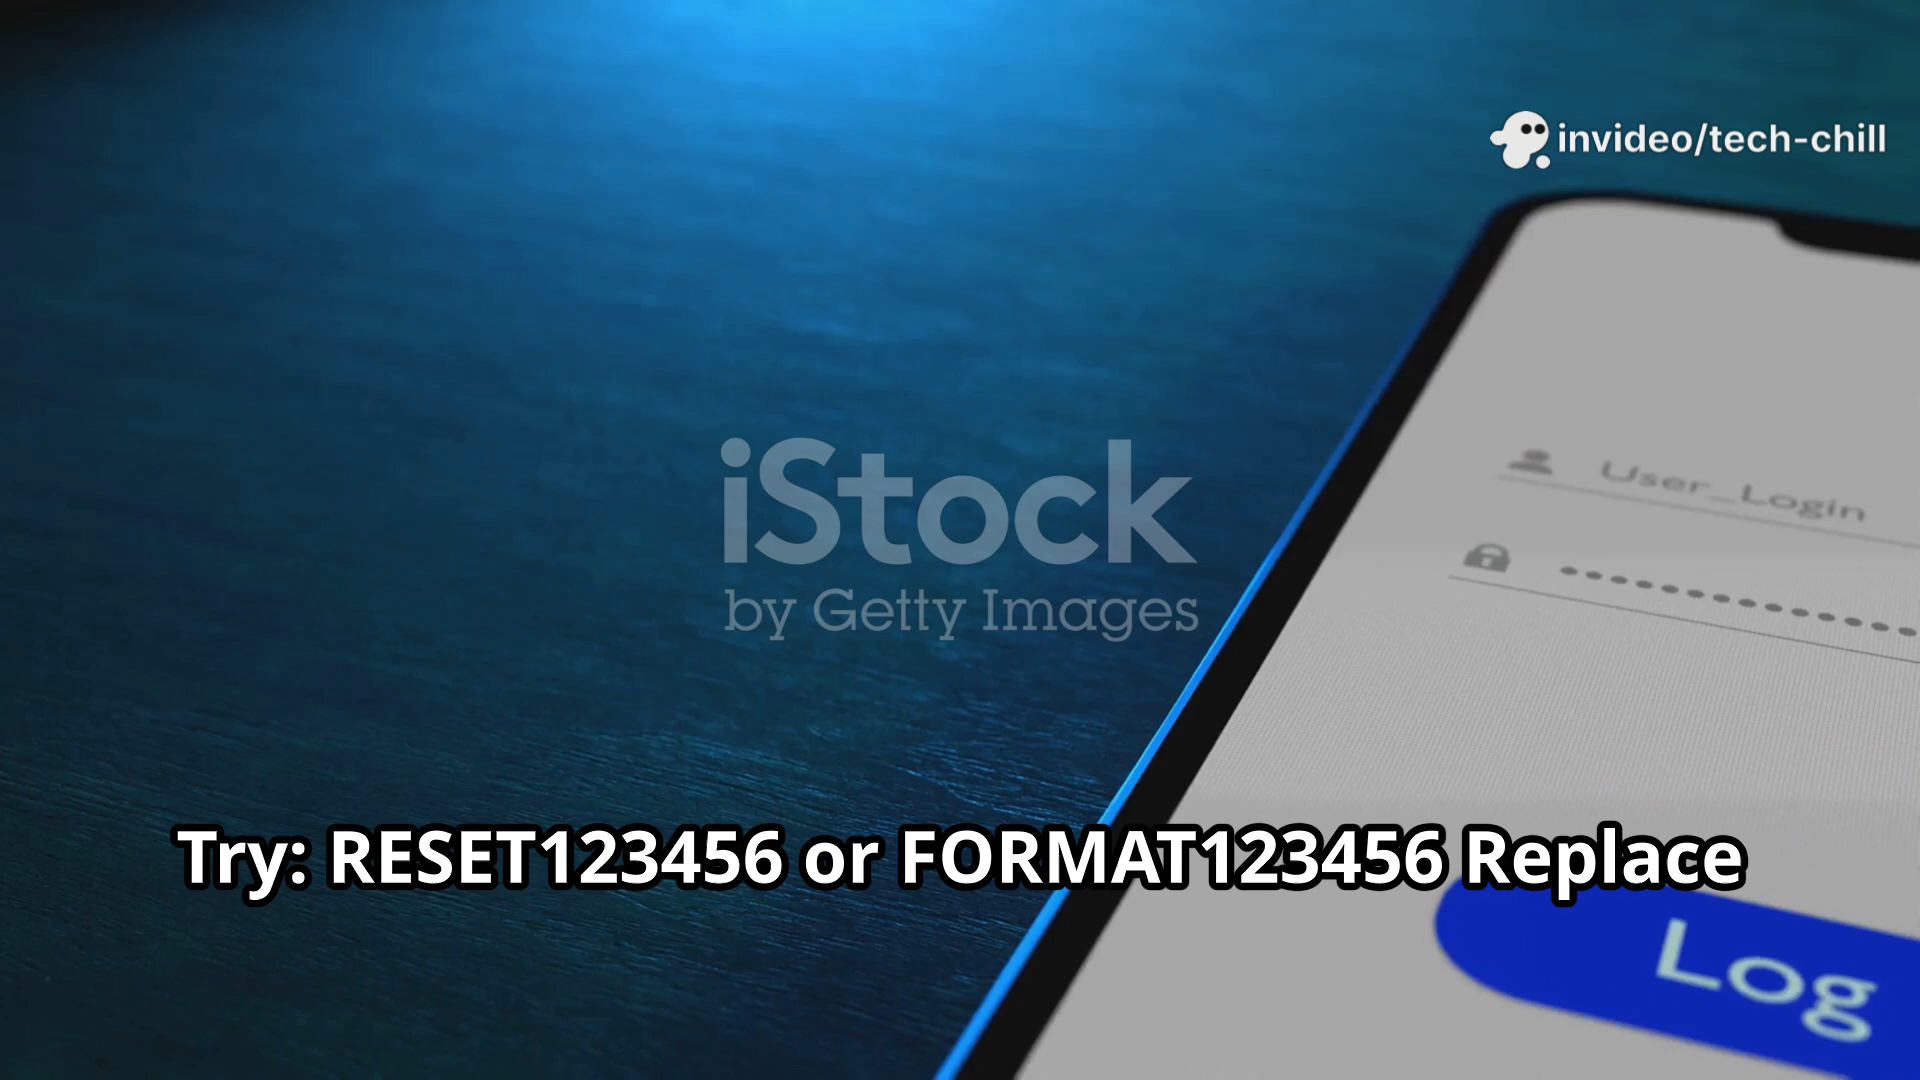 invideo/tech-chill
User_Login
iStock
by Getty Images
Try: RESET123456 or FORMAT123456 Replace
Log